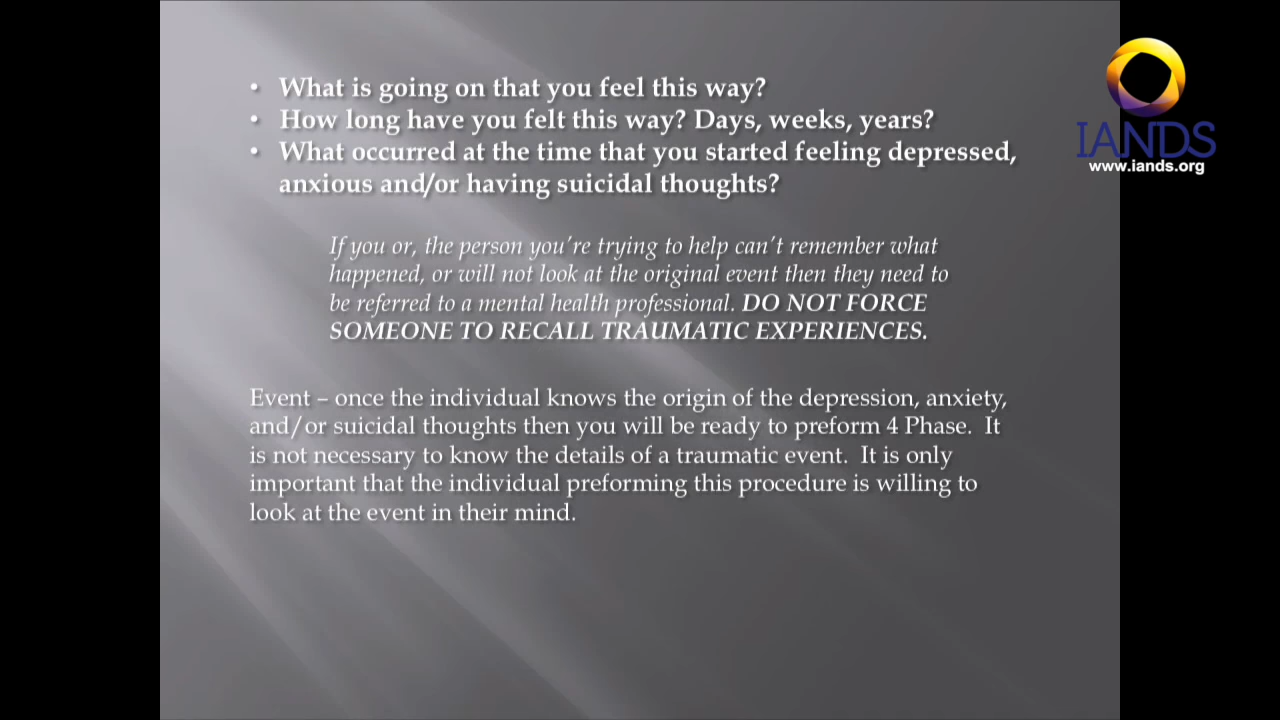 • What is going on that you feel this way?
• How long have you felt this way? Days, weeks, years?
• What occurred at the time that you started feeling depressed,
anxious and/or having suicidal thoughts?
If you or, the person you're trying to help can't remember what
happened, or will not look at the original event then they need to
be referred to a mental health professional. DO NOT FORCE
SOMEONE TO RECALL TRAUMATIC EXPERIENCES.
Event – once the individual knows the origin of the depression, anxiety,
and/or suicidal thoughts then you will be ready to preform 4 Phase. It
is not necessary to know the details of a traumatic event. It is only
important that the individual preforming this procedure is willing to
look at the event in their mind.
IANDS
www.iands.org